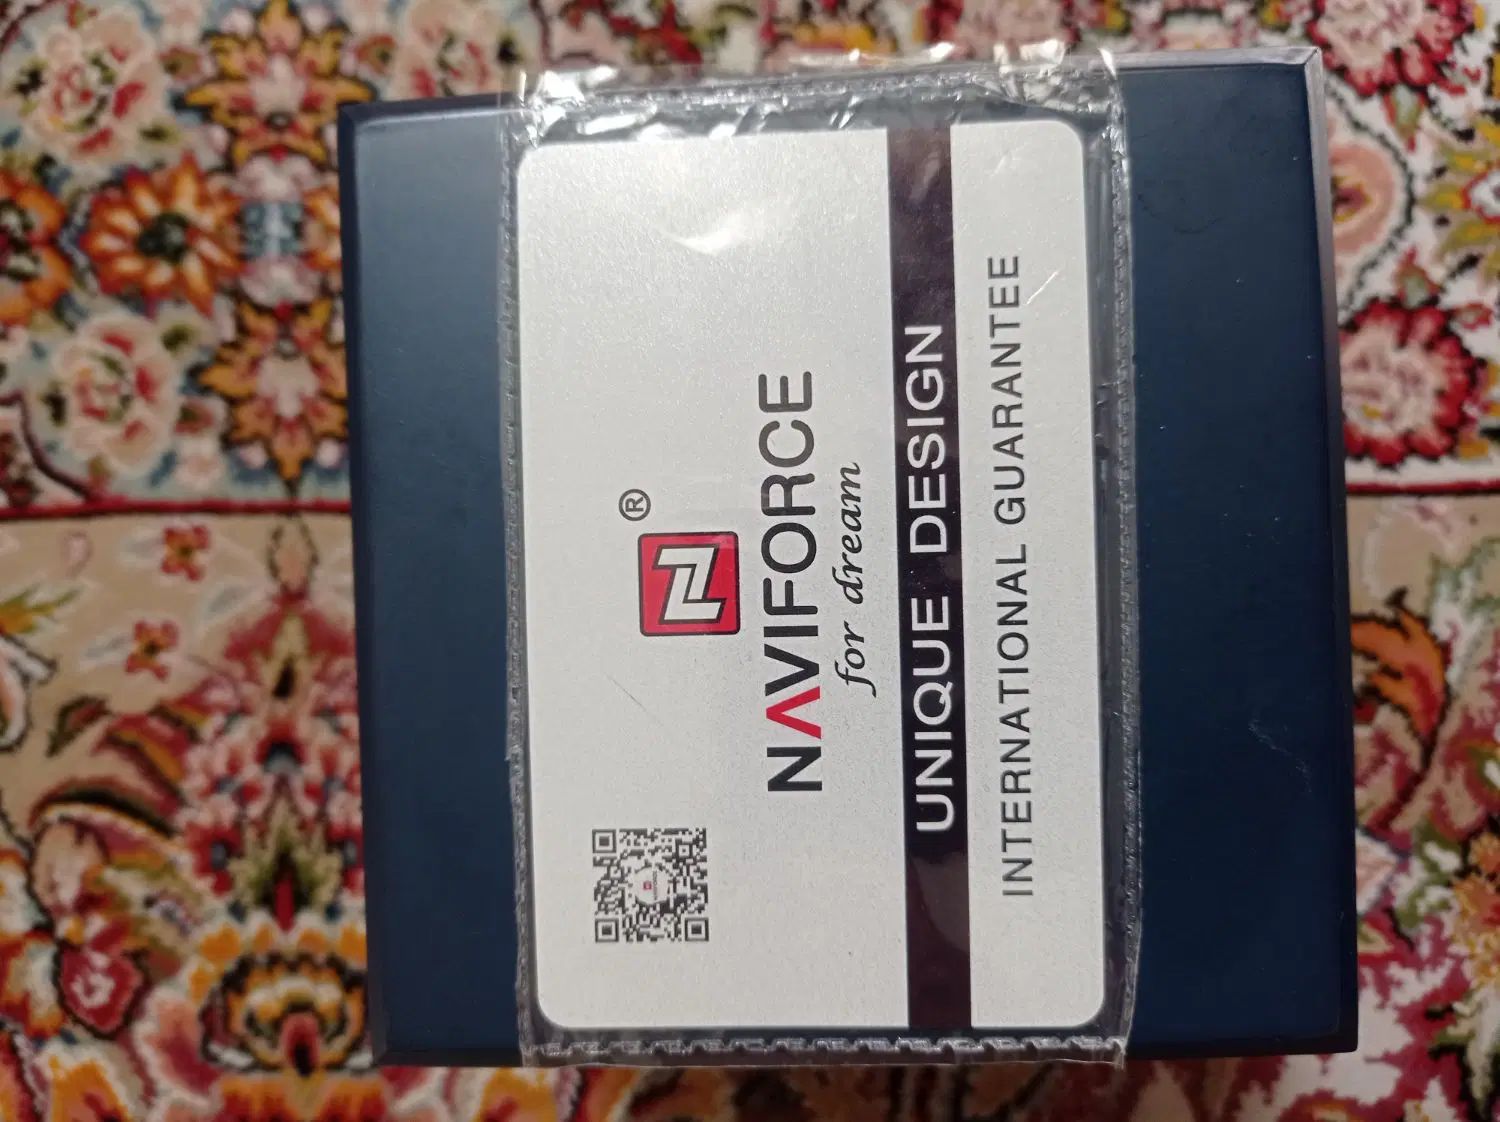 ®
NAVIFORCE
for dream
UNIQUE DESIGN
INTERNATIONAL GUARANTEE